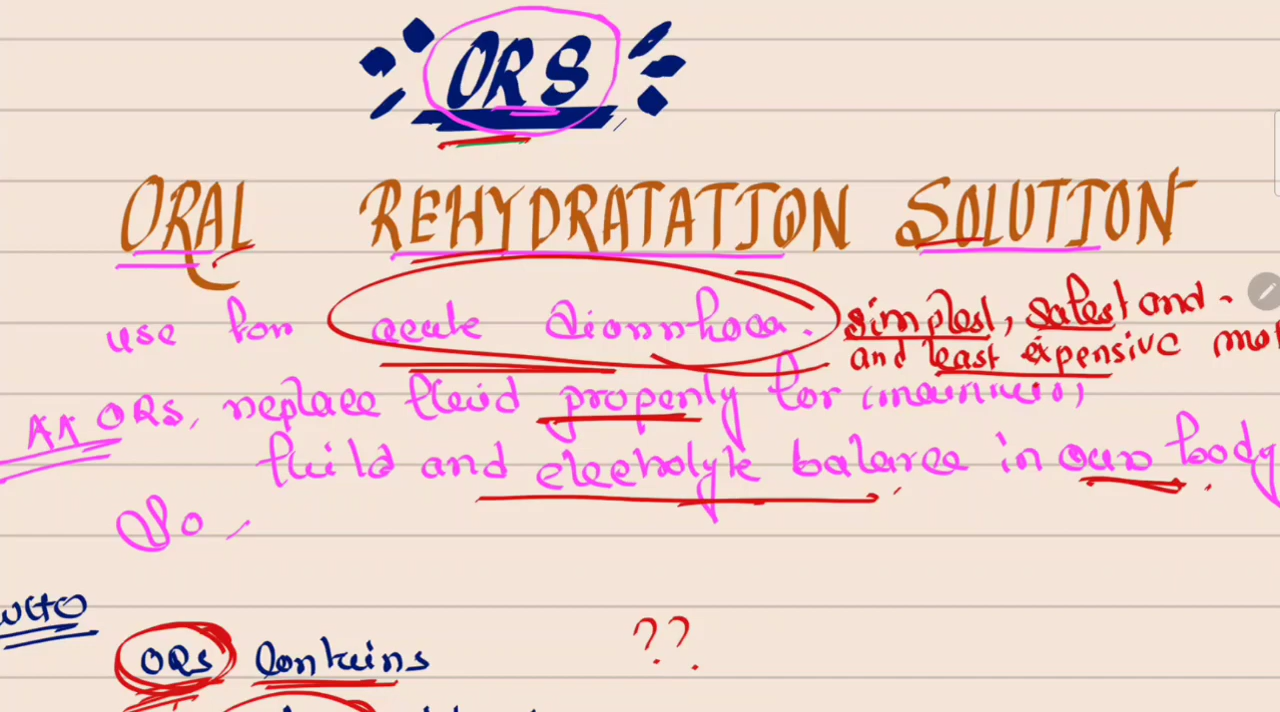 ORS
ORAL REHYDRATATION SOLUTION
use for acute diarrhoea. simplest, safest and
and least expensive
ORS, replace fluid properly for
fluid and electrolyte balance in our body
So,
WHO
ORS contains ??